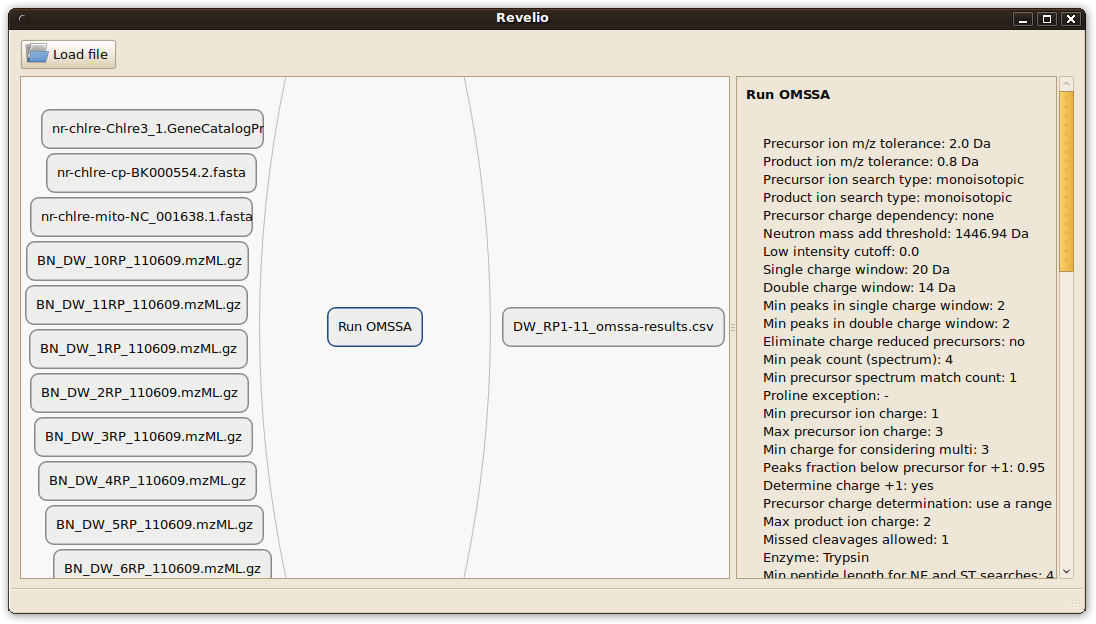 Revelio
Load file
nr-chlre-Chlre3_1.GeneCatalogPr
nr-chlre-cp-BK000554.2.fasta
nr-chlre-mito-NC_001638.1.fasta
BN_DW_10RP_110609.mzML.gz
BN_DW_11RP_110609.mzML.gz
BN_DW_1RP_110609.mzML.gz
BN_DW_2RP_110609.mzML.gz
BN_DW_3RP_110609.mzML.gz
BN_DW_4RP_110609.mzML.gz
BN_DW_5RP_110609.mzML.gz
BN_DW_6RP_110609.mzML.gz
Run OMSSA
DW_RP1-11_omssa-results.csv
Run OMSSA
Precursor ion m/z tolerance: 2.0 Da
Product ion m/z tolerance: 0.8 Da
Precursor ion search type: monoisotopic
Product ion search type: monoisotopic
Precursor charge dependency: none
Neutron mass add threshold: 1446.94 Da
Low intensity cutoff: 0.0
Single charge window: 20 Da
Double charge window: 14 Da
Min peaks in single charge window: 2
Min peaks in double charge window: 2
Eliminate charge reduced precursors: no
Min peak count (spectrum): 4
Min precursor spectrum match count: 1
Proline exception: -
Min precursor ion charge: 1
Max precursor ion charge: 3
Min charge for considering multi: 3
Peaks fraction below precursor for +1: 0.95
Determine charge +1: yes
Precursor charge determination: use a range
Max product ion charge: 2
Missed cleavages allowed: 1
Enzyme: Trypsin
Min peptide length for NE and ST searches: 4